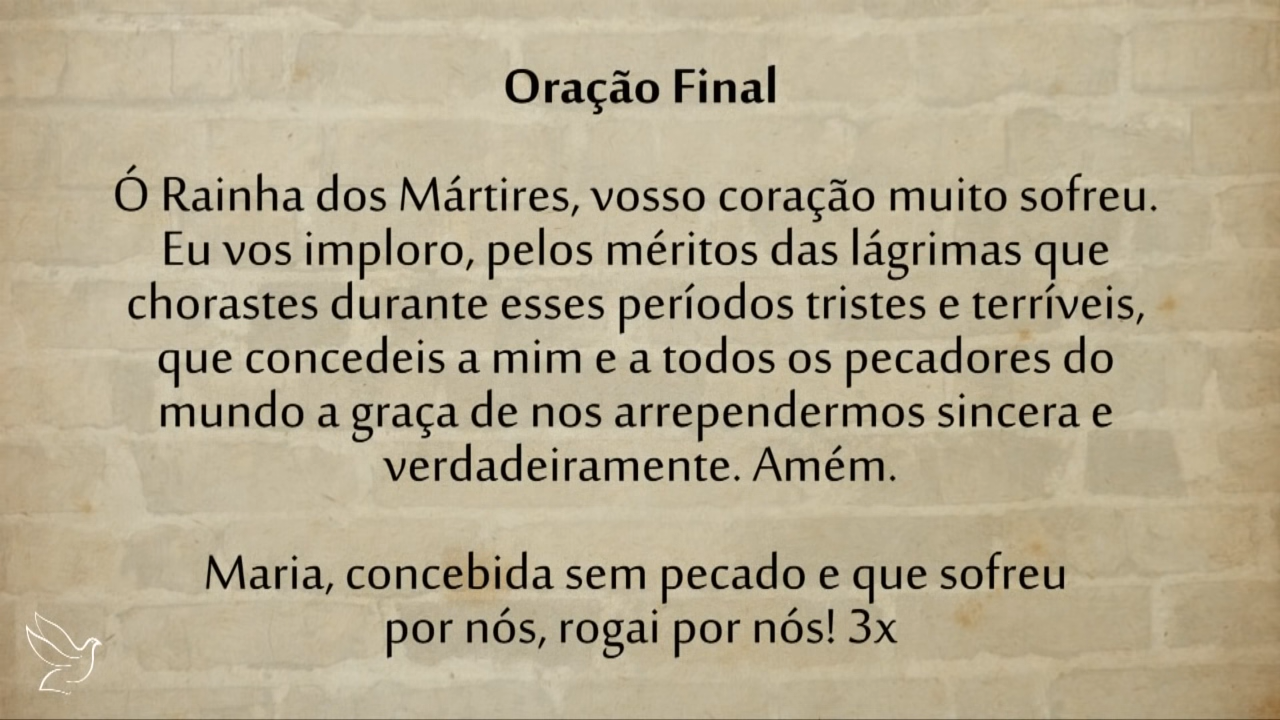 Oração Final
Ó Rainha dos Mártires, vosso coração muito sofreu.
Eu vos imploro, pelos méritos das lágrimas que
chorastes durante esses períodos tristes e terríveis,
que concedeis a mim e a todos os pecadores do
mundo a graça de nos arrependermos sincera e
verdadeiramente. Amém.
Maria, concebida sem pecado e que sofreu
por nós, rogai por nós! 3x